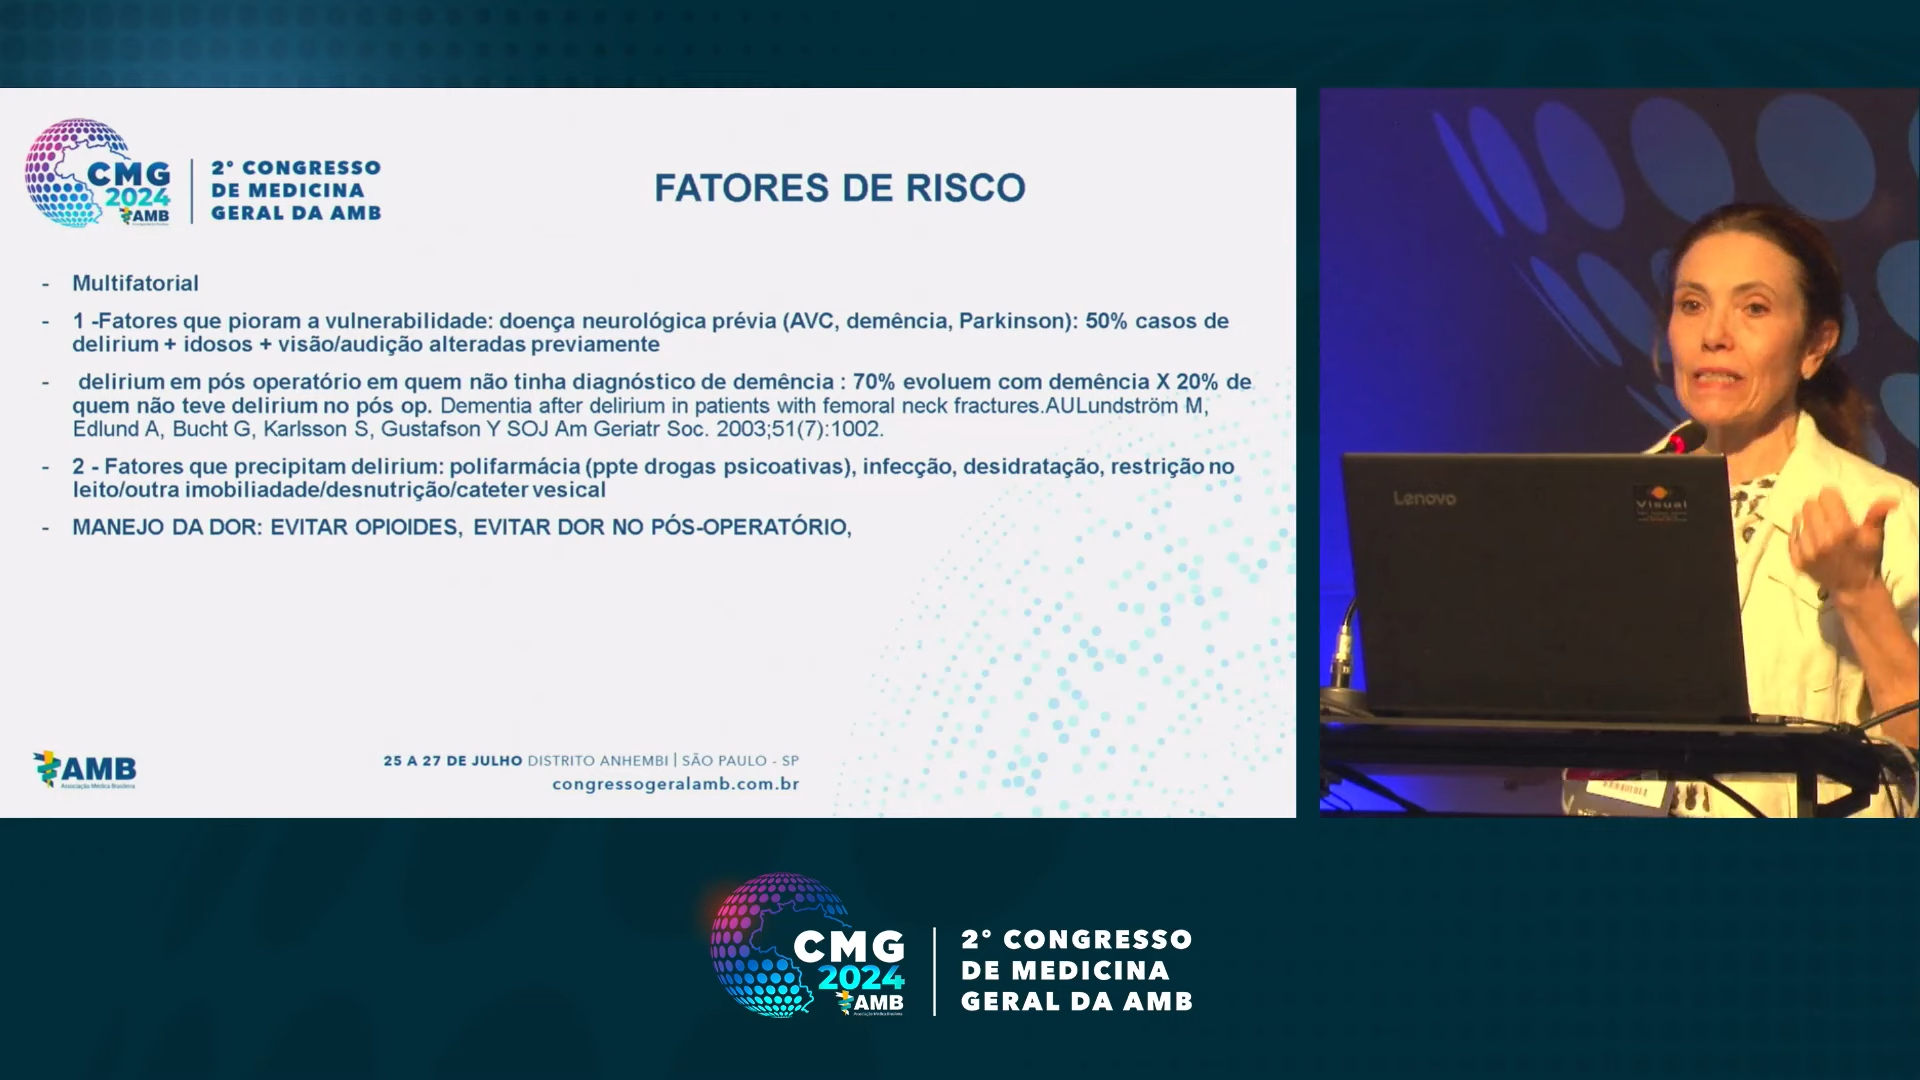 CMG
2024
AMB
2° CONGRESSO
DE MEDICINA
GERAL DA AMB
FATORES DE RISCO
- Multifatorial
- 1 -Fatores que pioram a vulnerabilidade: doença neurológica prévia (AVC, demência, Parkinson): 50% casos de
delirium + idosos + visão/audição alteradas previamente
- delirium em pós operatório em quem não tinha diagnóstico de demência : 70% evoluem com demência X 20% de
quem não teve delirium no pós op. Dementia after delirium in patients with femoral neck fractures.AULundström M,
Edlund A, Bucht G, Karlsson S, Gustafson Y SOJ Am Geriatr Soc. 2003;51(7):1002.
- 2 - Fatores que precipitam delirium: polifarmácia (ppte drogas psicoativas), infecção, desidratação, restrição no
leito/outra imobiliadade/desnutrição/cateter vesical
- MANEJO DA DOR: EVITAR OPIOIDES, EVITAR DOR NO PÓS-OPERATÓRIO,
AMB
Associação Médica Brasileira
25 A 27 DE JULHO DISTRITO ANHEMBI | SÃO PAULO - SP
congressogeralamb.com.br
Lenovo
Visual
CMG
2024
AMB
2° CONGRESSO
DE MEDICINA
GERAL DA AMB